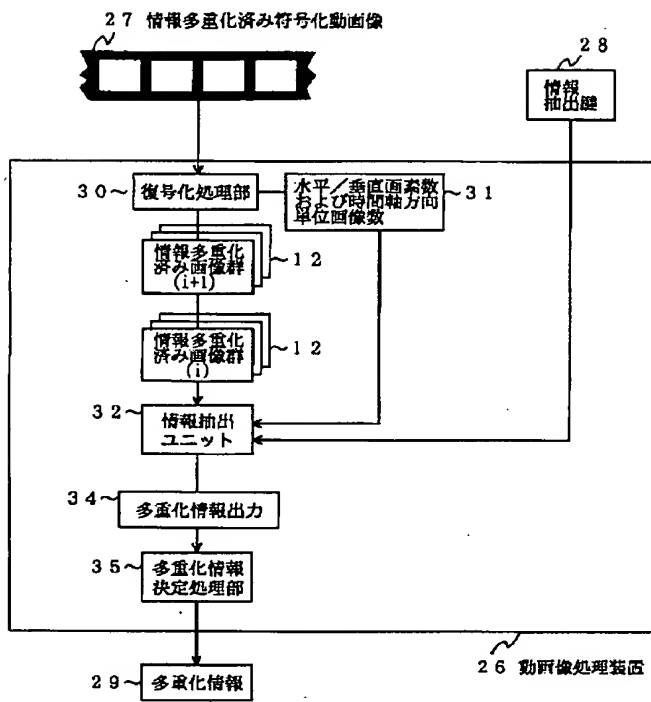 27 情報多重化済み符号化動画像
28
情報
抽出鍵
30
復号化処理部
水平/垂直画素数
および時間軸方向
単位画像数
31
情報多重化
済み画像群
(i+1)
12
情報多重化
済み画像群
(i)
12
32
情報抽出
ユニット
34
多重化情報出力
35
多重化情報
決定処理部
26 動画像処理装置
29
多重化情報